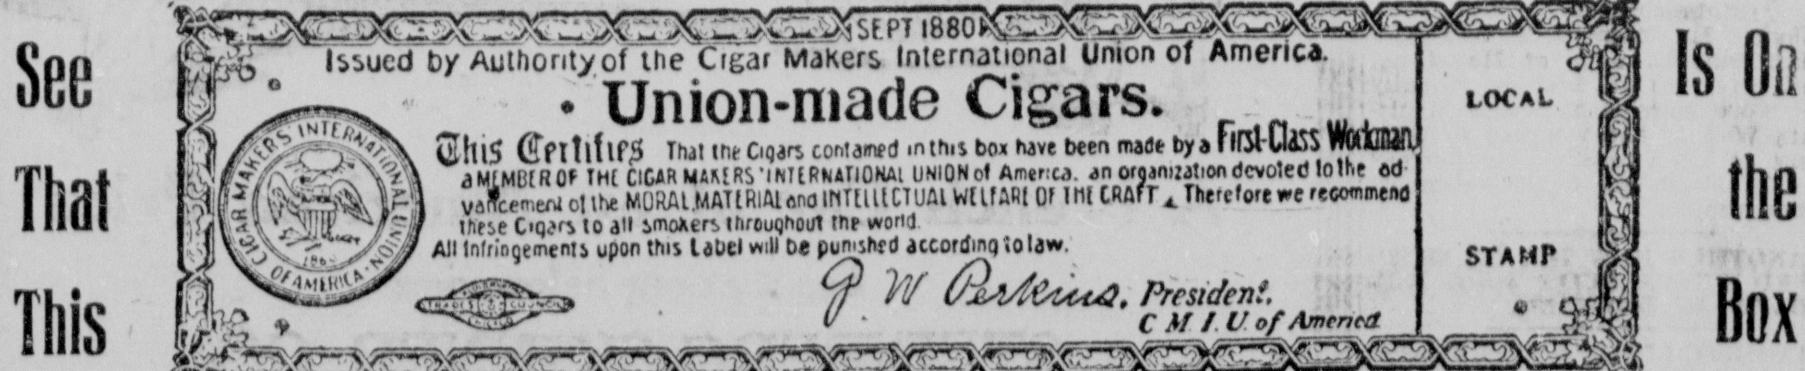 See
That
This
SEPT 1880
Issued by Authority of the Cigar Makers International Union of America.
Union-made Cigars.
This Certifies That the Cigars contained in this box have been made by a First-Class Workman,
a MEMBER OF THE CIGAR MAKERS' INTERNATIONAL UNION of America. an organization devoted to the ad-
vancement of the MORAL, MATERIAL and INTELLECTUAL WELFARE OF THE CRAFT. Therefore we recommend
these Cigars to all smokers throughout the world.
All Infringements upon this Label will be punished according to law.
G W Perkins, President,
C M I. U. of America
CIGAR MAKERS INTERNATIONAL UNION
OF AMERICA
TRADES COUNCIL
LOCAL
STAMP
Is On
the
Box